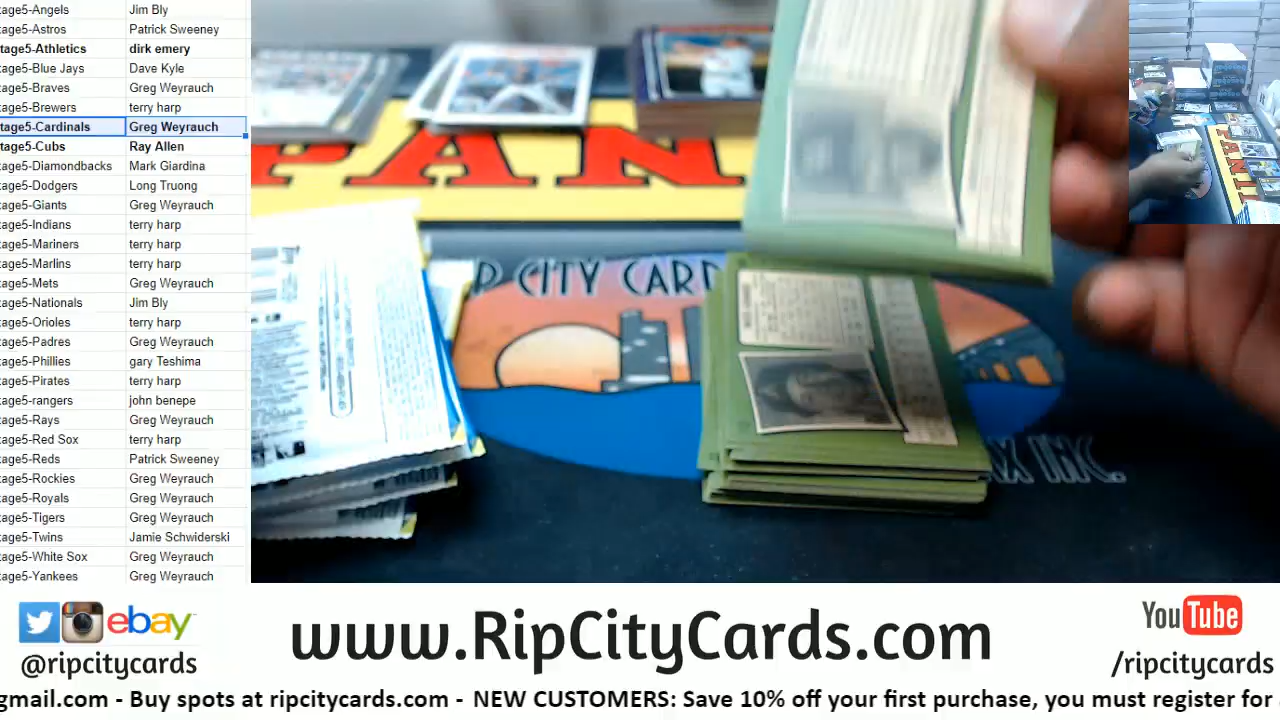 tage5-Angels Jim Bly
tage5-Astros Patrick Sweeney
tage5-Athletics dirk emery
tage5-Blue Jays Dave Kyle
tage5-Braves Greg Weyrauch
tage5-Brewers terry harp
tage5-Cardinals Greg Weyrauch
tage5-Cubs Ray Allen
tage5-Diamondbacks Mark Giardina
tage5-Dodgers Long Truong
tage5-Giants Greg Weyrauch
tage5-Indians terry harp
tage5-Mariners terry harp
tage5-Marlins terry harp
tage5-Mets Greg Weyrauch
tage5-Nationals Jim Bly
tage5-Orioles terry harp
tage5-Padres Greg Weyrauch
tage5-Phillies gary Teshima
tage5-Pirates terry harp
tage5-rangers john benepe
tage5-Rays Greg Weyrauch
tage5-Red Sox terry harp
tage5-Reds Patrick Sweeney
tage5-Rockies Greg Weyrauch
tage5-Royals Greg Weyrauch
tage5-Tigers Greg Weyrauch
tage5-Twins Jamie Schwiderski
tage5-White Sox Greg Weyrauch
tage5-Yankees Greg Weyrauch
PANI
PANI
P CITY CARD
INC.
ebay
@ripcitycards
www.RipCityCards.com
YouTube
/ripcitycards
gmail.com - Buy spots at ripcitycards.com - NEW CUSTOMERS: Save 10% off your first purchase, you must register for